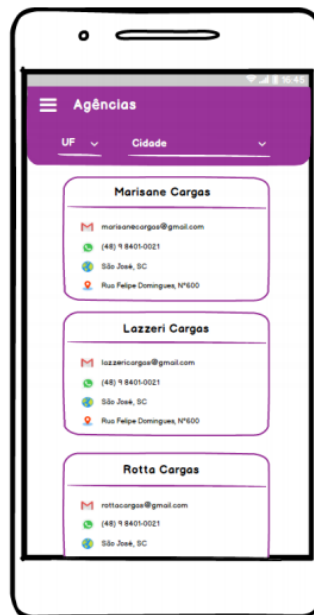 16:45
Agências
UF Cidade
Marisane Cargas
marisanecargas@gmail.com
(48) 9 8401-0021
São José, SC
Rua Felipe Domingues, N°600
Lazzeri Cargas
lazzericargas@gmail.com
(48) 9 8401-0021
São José, SC
Rua Felipe Domingues, N°600
Rotta Cargas
rottacargas@gmail.com
(48) 9 8401-0021
São José, SC